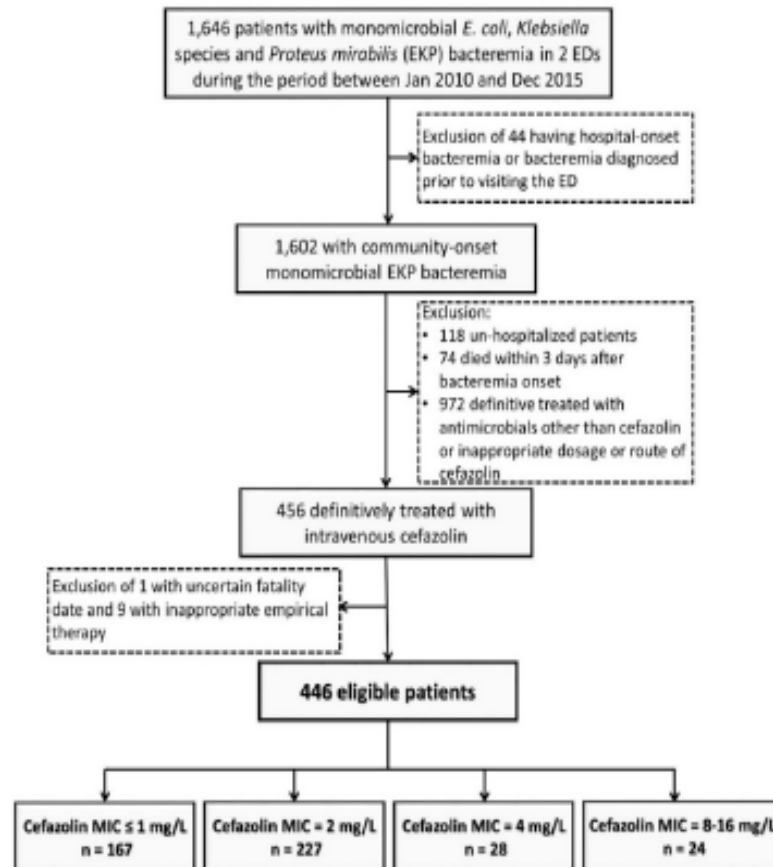 1,646 patients with monomicrobial E. coli, Klebsiella
species and Proteus mirabilis (EKP) bacteremia in 2 EDs
during the period between Jan 2010 and Dec 2015
Exclusion of 44 having hospital-onset
bacteremia or bacteremia diagnosed
prior to visiting the ED
1,602 with community-onset
monomicrobial EKP bacteremia
Exclusion:
• 118 un-hospitalized patients
• 74 died within 3 days after
bacteremia onset
• 972 definitive treated with
antimicrobials other than cefazolin
or inappropriate dosage or route of
cefazolin
456 definitively treated with
intravenous cefazolin
Exclusion of 1 with uncertain fatality
date and 9 with inappropriate empirical
therapy
446 eligible patients
Cefazolin MIC ≤ 1 mg/L
n = 167
Cefazolin MIC = 2 mg/L
n = 227
Cefazolin MIC = 4 mg/L
n = 28
Cefazolin MIC = 8-16 mg/L
n = 24